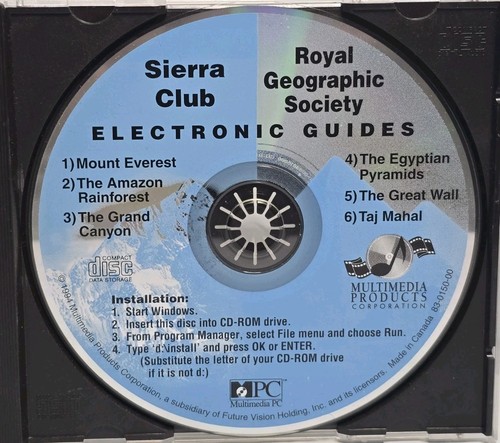 Sierra
Club
Royal
Geographic
Society
ELECTRONIC GUIDES
1) Mount Everest
2) The Amazon
Rainforest
3) The Grand
Canyon
4) The Egyptian
Pyramids
5) The Great Wall
6) Taj Mahal
COMPACT
disc
DATA STORAGE
MULTIMEDIA
PRODUCTS
CORPORATION
Installation:
1. Start Windows.
2. Insert this disc into CD-ROM drive.
3. From Program Manager, select File menu and choose Run.
4. Type 'd:\install' and press OK or ENTER.
(Substitute the letter of your CD-ROM drive
if it is not d:)
MPC™
Multimedia PC
©1994 Multimedia Products Corporation, a subsidiary of Future Vision Holding, Inc. and its licensors. Made in Canada 83-0150-00